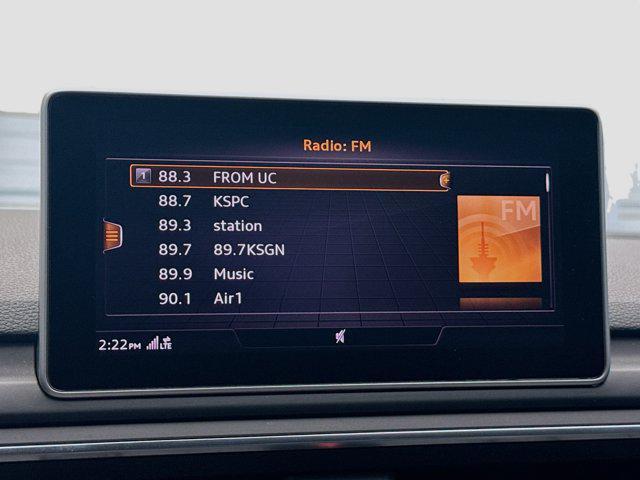 Radio: FM
1 88.3 FROM UC
88.7 KSPC
89.3 station
89.7 89.7KSGN
89.9 Music
90.1 Air1
FM
2:22PM LTE